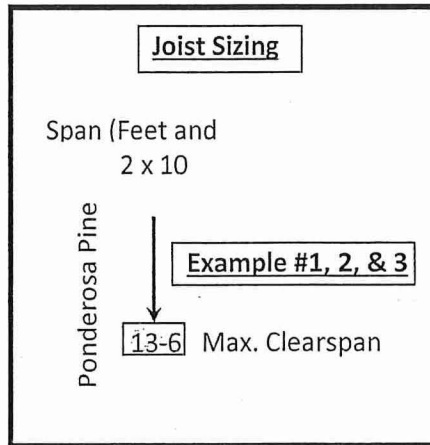 Joist Sizing
Span (Feet and
2 x 10
Ponderosa Pine
Example #1, 2, & 3
13-6 Max. Clearspan